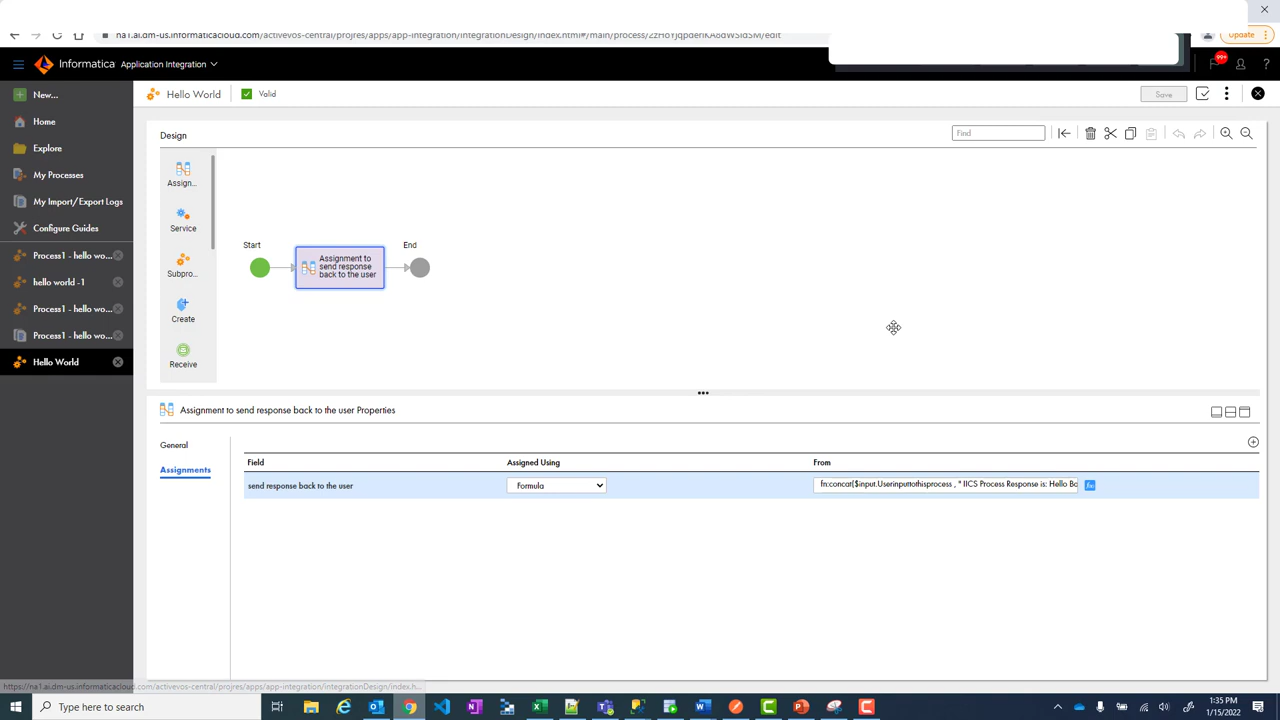 Update
Informatica Application Integration
99+
?
New...
Home
Explore
My Processes
My Import/Export Logs
Configure Guides
Process1 - hello wo...
hello world -1
Process1 - hello wo...
Process1 - hello wo...
Hello World
Hello World
Valid
Save
Design
Find
Assign...
Service
Subpro...
Create
Receive
Start
Assignment to
send response
back to the user
End
Assignment to send response back to the user Properties
General
Assignments
Field Assigned Using From
send response back to the user Formula fn:concat($input.Userinputtothisprocess , " IICS Process Response is: Hello Ba
https://na1.ai.dm-us.informaticacloud.com/activevos-central/projres/apps/app-integration/integrationDesign/index.h...
Type here to search
1:35 PM
1/15/2022